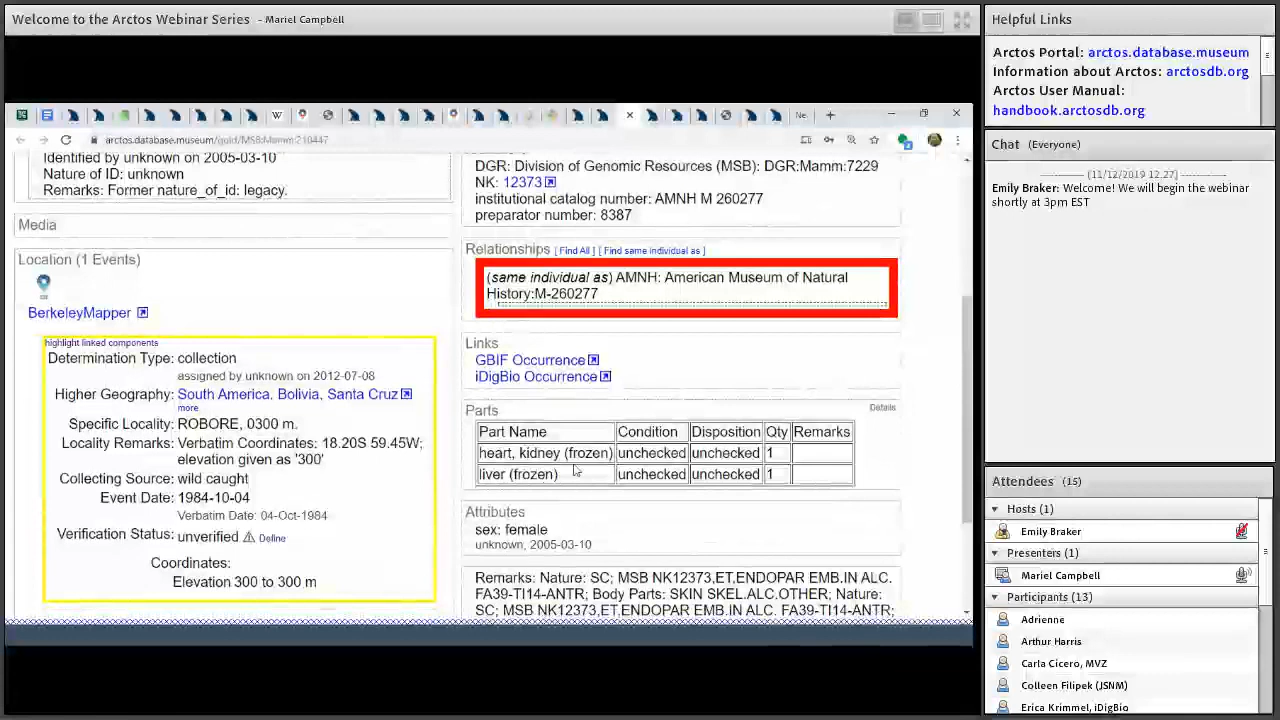 Welcome to the Arctos Webinar Series - Mariel Campbell
arctos.database.museum/guid/MSB:Mamm:210447
Identified by unknown on 2005-03-10
Nature of ID: unknown
Remarks: Former nature_of_id: legacy.
Media
Location (1 Events)
BerkeleyMapper
highlight linked components
Determination Type: collection
assigned by unknown on 2012-07-08
Higher Geography: South America, Bolivia, Santa Cruz
more
Specific Locality: ROBORE, 0300 m.
Locality Remarks: Verbatim Coordinates: 18.20S 59.45W;
elevation given as '300'
Collecting Source: wild caught
Event Date: 1984-10-04
Verbatim Date: 04-Oct-1984
Verification Status: unverified Define
Coordinates:
Elevation 300 to 300 m
DGR: Division of Genomic Resources (MSB): DGR:Mamm:7229
NK: 12373
institutional catalog number: AMNH M 260277
preparator number: 8387
Relationships [ Find All ] [ Find same individual as ]
(same individual as) AMNH: American Museum of Natural
History:M-260277
Links
GBIF Occurrence
iDigBio Occurrence
Parts Details
Part Name Condition Disposition Qty Remarks
heart, kidney (frozen) unchecked unchecked 1
liver (frozen) unchecked unchecked 1
Attributes
sex: female
unknown, 2005-03-10
Remarks: Nature: SC; MSB NK12373,ET,ENDOPAR EMB.IN ALC.
FA39-TI14-ANTR; Body Parts: SKIN SKEL.ALC.OTHER; Nature:
SC; MSB NK12373,ET,ENDOPAR EMB.IN ALC. FA39-TI14-ANTR;
Helpful Links
Arctos Portal: arctos.database.museum
Information about Arctos: arctosdb.org
Arctos User Manual:
handbook.arctosdb.org
Chat (Everyone)
(11/12/2019 12.27)
Emily Braker: Welcome! We will begin the webinar
shortly at 3pm EST
Attendees (15)
Hosts (1)
Emily Braker
Presenters (1)
Mariel Campbell
Participants (13)
Adrienne
Arthur Harris
Carla Cicero, MVZ
Colleen Filipek (JSNM)
Erica Krimmel, iDigBio